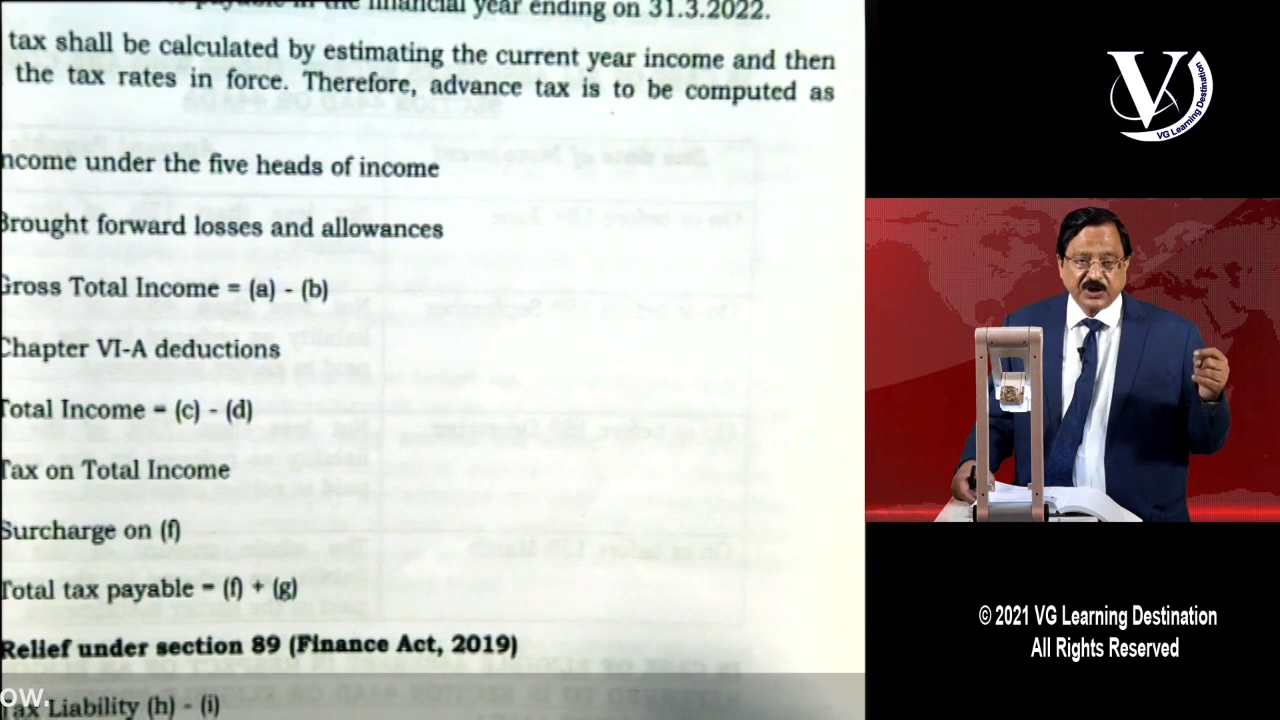 payable in the financial year ending on 31.3.2022.
tax shall be calculated by estimating the current year income and then
the tax rates in force. Therefore, advance tax is to be computed as
ncome under the five heads of income
Brought forward losses and allowances
Gross Total Income = (a) - (b)
Chapter VI-A deductions
Total Income = (c) - (d)
Tax on Total Income
Surcharge on (f)
Total tax payable = (f) + (g)
Relief under section 89 (Finance Act, 2019)
ow.
Tax Liability (h) - (i)
V
VG Learning Destination
© 2021 VG Learning Destination
All Rights Reserved